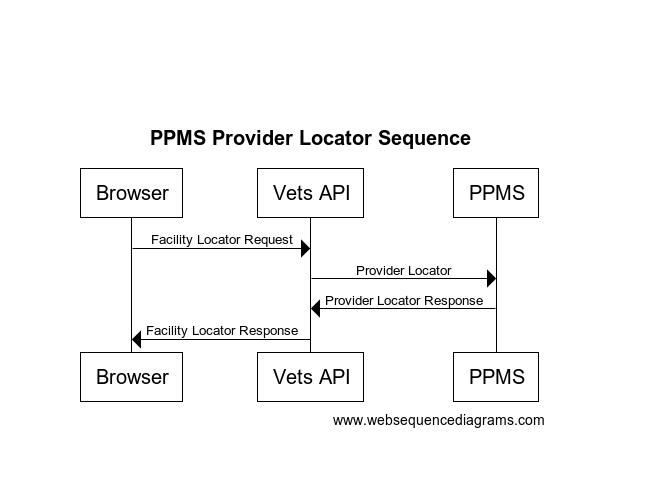 PPMS Provider Locator Sequence
Browser
Vets API
PPMS
Facility Locator Request
Provider Locator
Provider Locator Response
Facility Locator Response
Browser
Vets API
PPMS
www.websequencediagrams.com